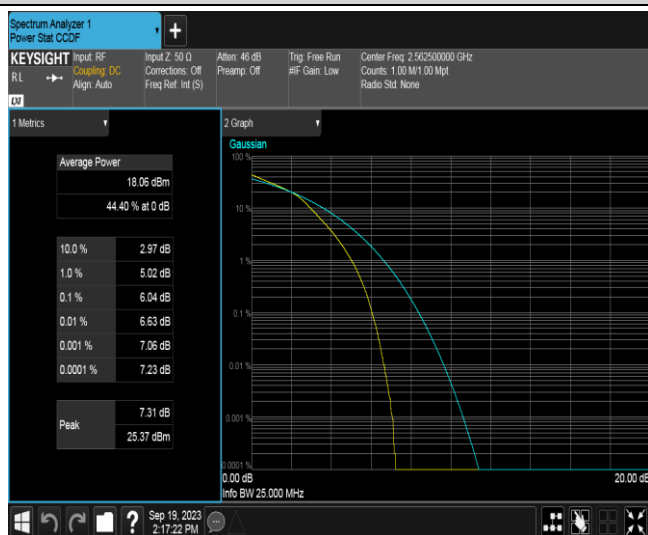 Spectrum Analyzer 1
Power Stat CCDF
+
KEYSIGHT
RL
LXI
Input: RF
Coupling: DC
Align: Auto
Input Z: 50 Ω
Corrections: Off
Freq Ref: Int (S)
Atten: 46 dB
Preamp: Off
Trig: Free Run
#IF Gain: Low
Center Freq: 2.562500000 GHz
Counts: 1.00 M/1.00 Mpt
Radio Std: None
1 Metrics
Average Power
18.06 dBm
44.40 % at 0 dB
10.0 % 2.97 dB
1.0 % 5.02 dB
0.1 % 6.04 dB
0.01 % 6.63 dB
0.001 % 7.06 dB
0.0001 % 7.23 dB
Peak
7.31 dB
25.37 dBm
2 Graph
Gaussian
100 %
10 %
1 %
0.1 %
0.01 %
0.001 %
0.0001 %
0.00 dB
20.00 dB
Info BW 25.000 MHz
?
Sep 19, 2023
2:17:22 PM